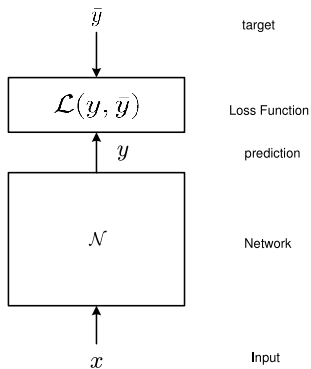 ȳ target
ℒ(y, ȳ) Loss Function
y prediction
𝒩 Network
x Input